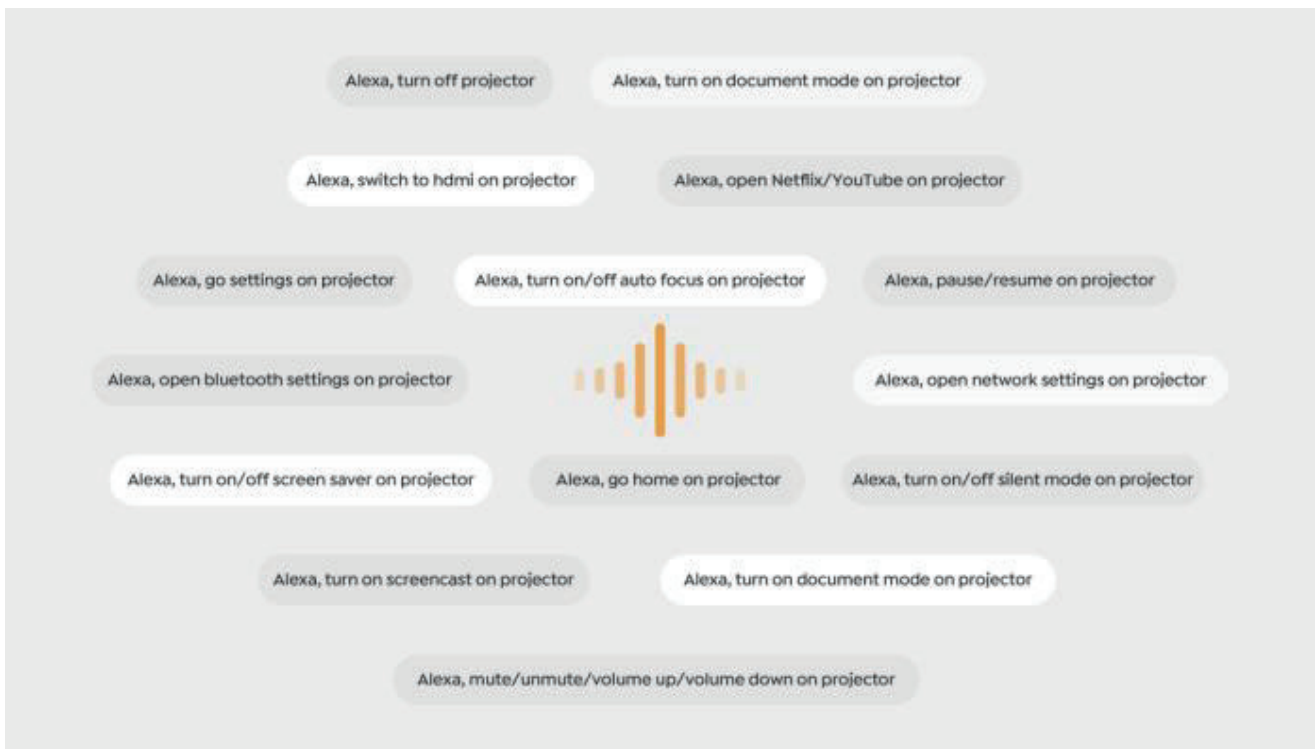 Alexa, turn off projector
Alexa, turn on document mode on projector
Alexa, switch to hdmi on projector
Alexa, open Netflix/YouTube on projector
Alexa, go settings on projector
Alexa, turn on/off auto focus on projector
Alexa, pause/resume on projector
Alexa, open bluetooth settings on projector
Alexa, open network settings on projector
Alexa, turn on/off screen saver on projector
Alexa, go home on projector
Alexa, turn on/off silent mode on projector
Alexa, turn on screencast on projector
Alexa, turn on document mode on projector
Alexa, mute/unmute/volume up/volume down on projector